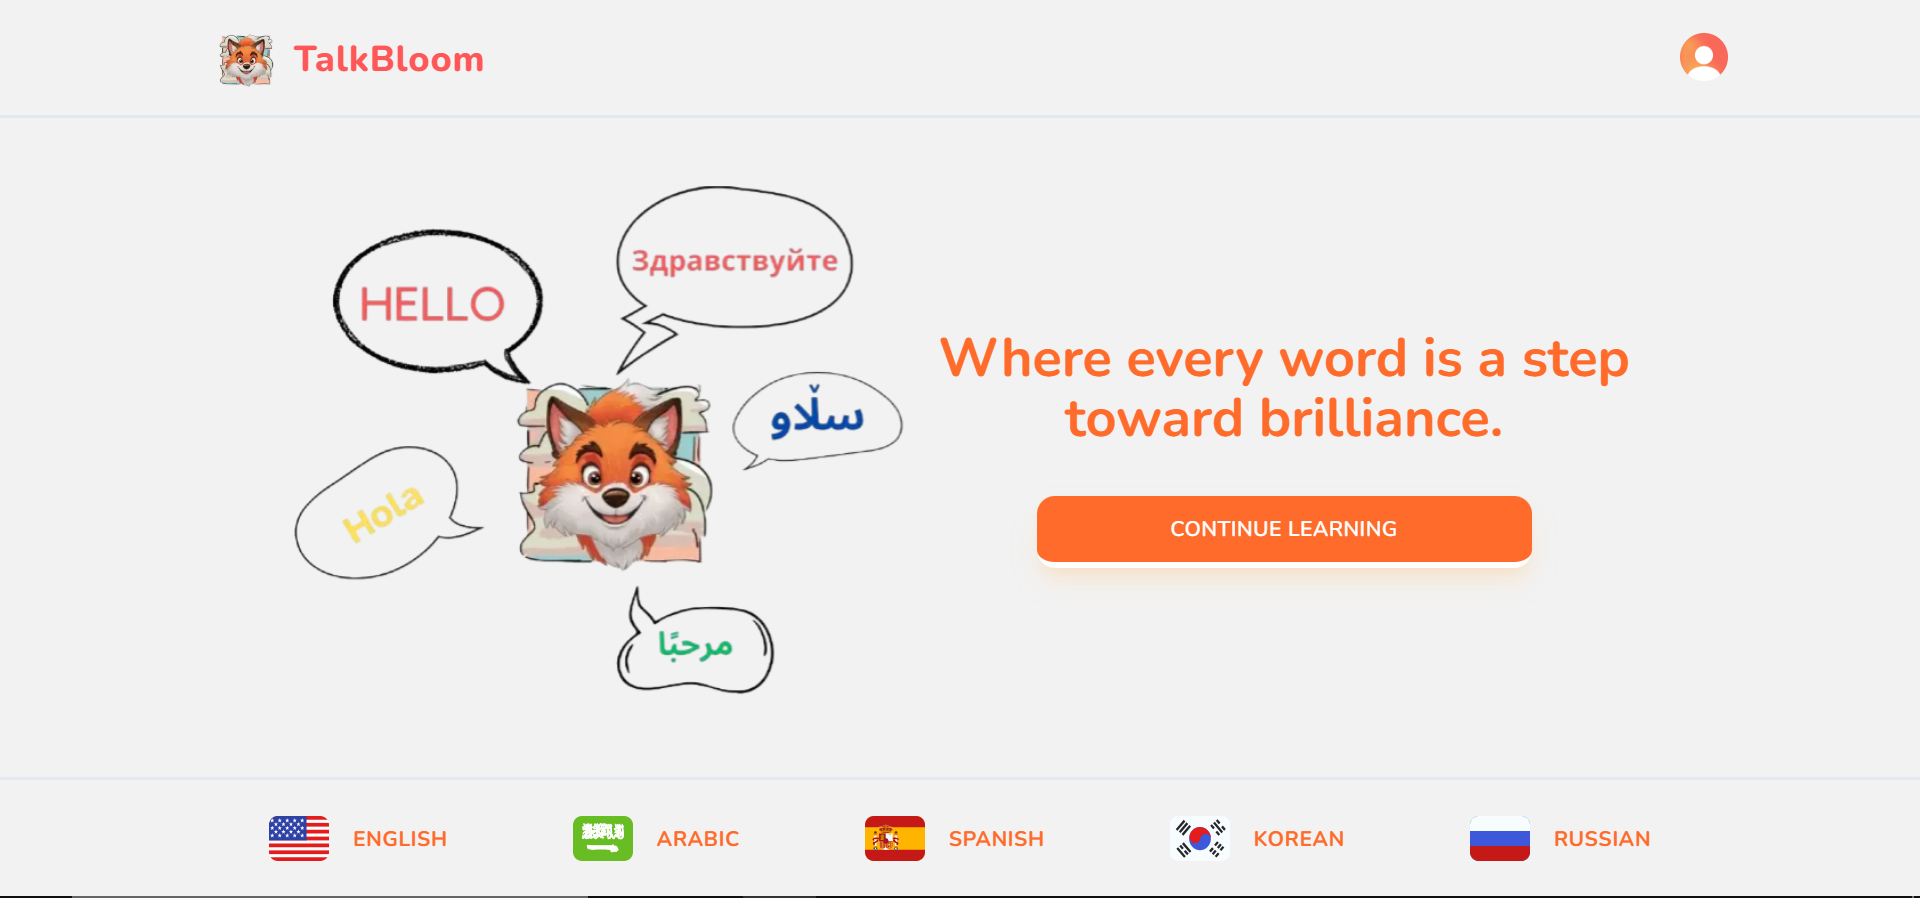 TalkBloom
HELLO
Здравствуйте
سڵاو
Hola
مرحبًا
Where every word is a step
toward brilliance.
CONTINUE LEARNING
ENGLISH
ARABIC
SPANISH
KOREAN
RUSSIAN